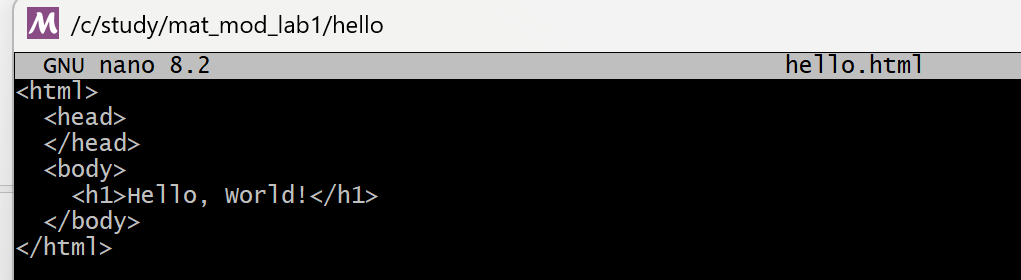 /c/study/mat_mod_lab1/hello
GNU nano 8.2 hello.html
<html>
  <head>
  </head>
  <body>
    <h1>Hello, World!</h1>
  </body>
</html>